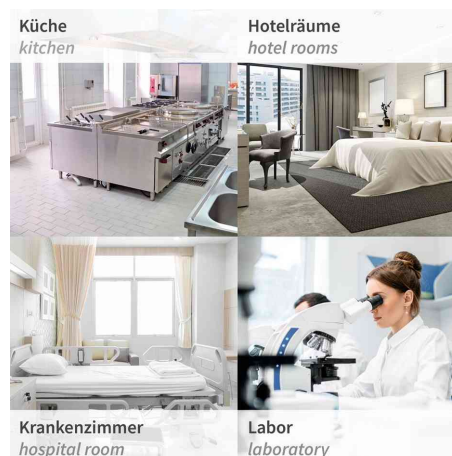 Küche
kitchen
Hotelräume
hotel rooms
Krankenzimmer
hospital room
Labor
laboratory